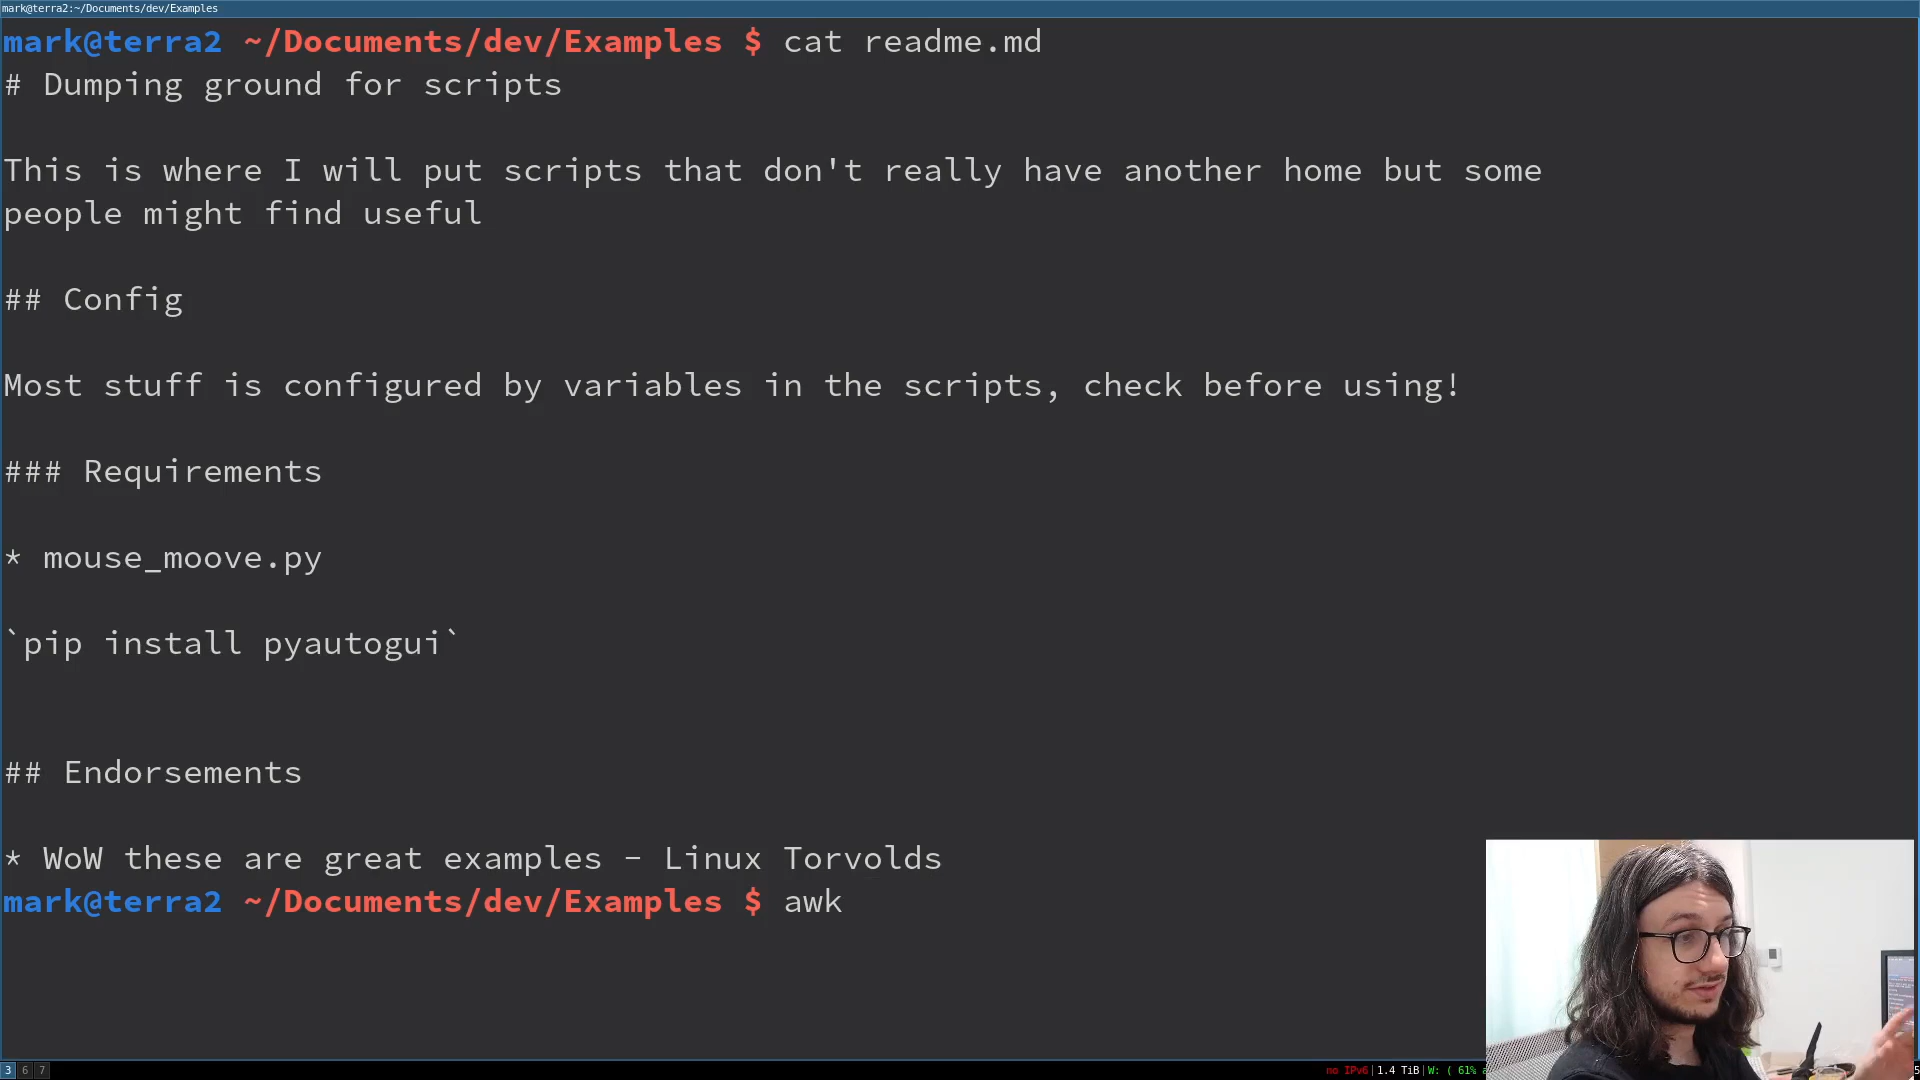 mark@terra2:~/Documents/dev/Examples
mark@terra2 ~/Documents/dev/Examples $ cat readme.md
# Dumping ground for scripts
This is where I will put scripts that don't really have another home but some
people might find useful
## Config
Most stuff is configured by variables in the scripts, check before using!
### Requirements
* mouse_moove.py
`pip install pyautogui`
## Endorsements
* WoW these are great examples - Linux Torvolds
mark@terra2 ~/Documents/dev/Examples $ awk
3 6 7 no IPv6|1.4 TiB|W: ( 61%